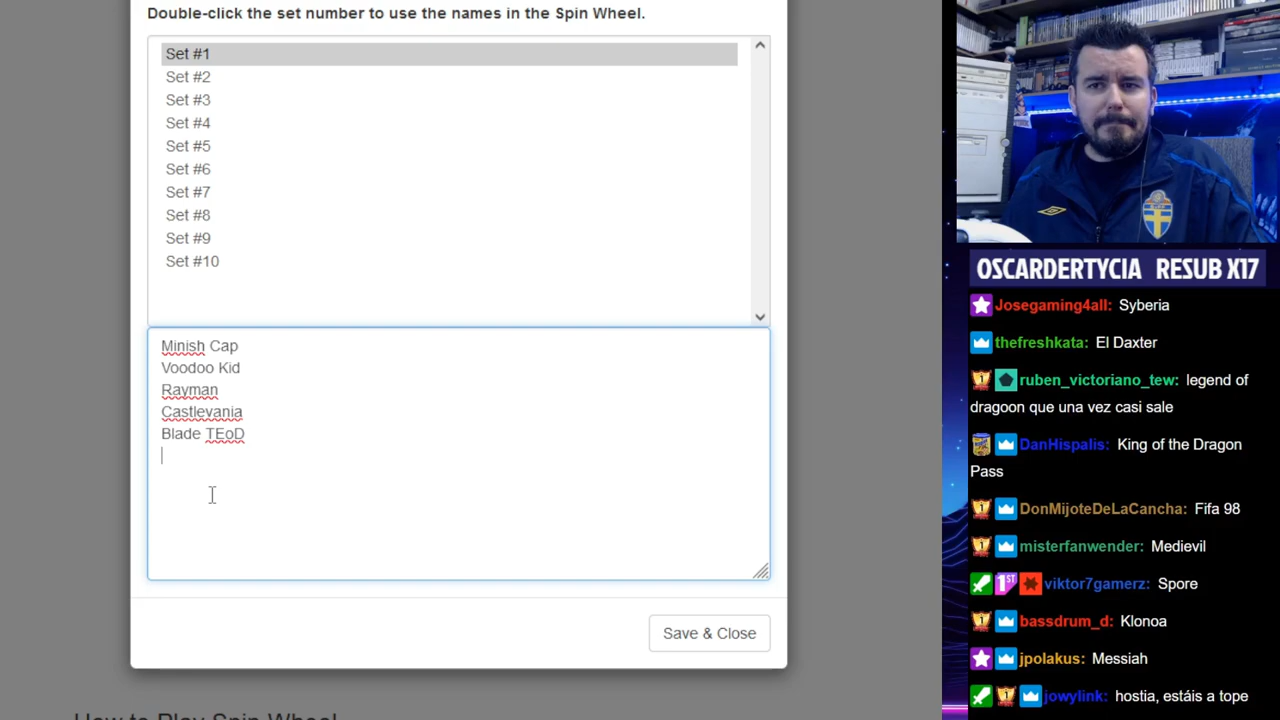 Double-click the set number to use the names in the Spin Wheel.
Set #1
Set #2
Set #3
Set #4
Set #5
Set #6
Set #7
Set #8
Set #9
Set #10
Minish Cap
Voodoo Kid
Rayman
Castlevania
Blade TEoD
Save & Close
How to Play Spin Wheel
OSCARDERTYCIA RESUB X17
Josegaming4all: Syberia
thefreshkata: El Daxter
ruben_victoriano_tew: legend of
dragoon que una vez casi sale
DanHispalis: King of the Dragon
Pass
DonMijoteDeLaCancha: Fifa 98
misterfanwender: Medievil
1ST viktor7gamerz: Spore
bassdrum_d: Klonoa
jpolakus: Messiah
jowylink: hostia, estáis a tope